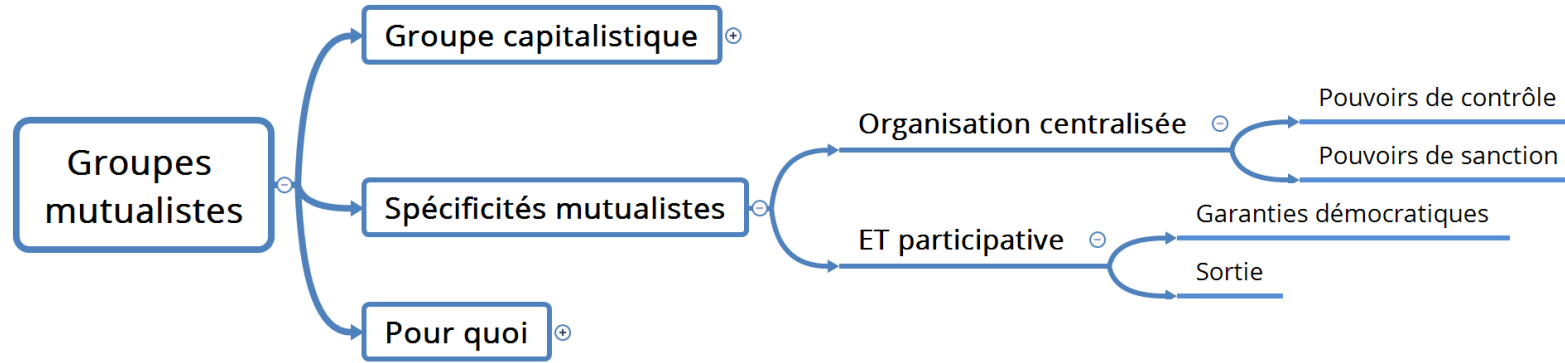 Groupes
mutualistes
Groupe capitalistique
Spécificités mutualistes
Organisation centralisée
Pouvoirs de contrôle
Pouvoirs de sanction
ET participative
Garanties démocratiques
Sortie
Pour quoi